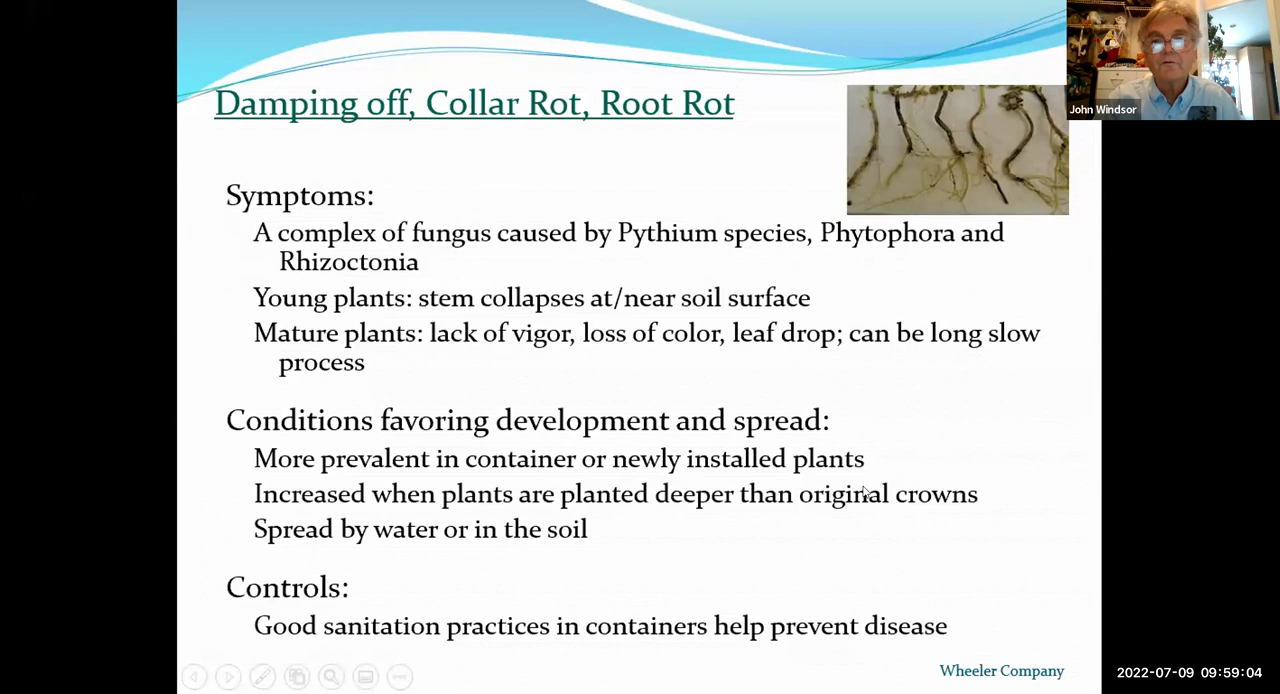 John Windsor
Damping off, Collar Rot, Root Rot
Symptoms:
A complex of fungus caused by Pythium species, Phytophora and
Rhizoctonia
Young plants: stem collapses at/near soil surface
Mature plants: lack of vigor, loss of color, leaf drop; can be long slow
process
Conditions favoring development and spread:
More prevalent in container or newly installed plants
Increased when plants are planted deeper than original crowns
Spread by water or in the soil
Controls:
Good sanitation practices in containers help prevent disease
Wheeler Company
2022-07-09 09:59:04